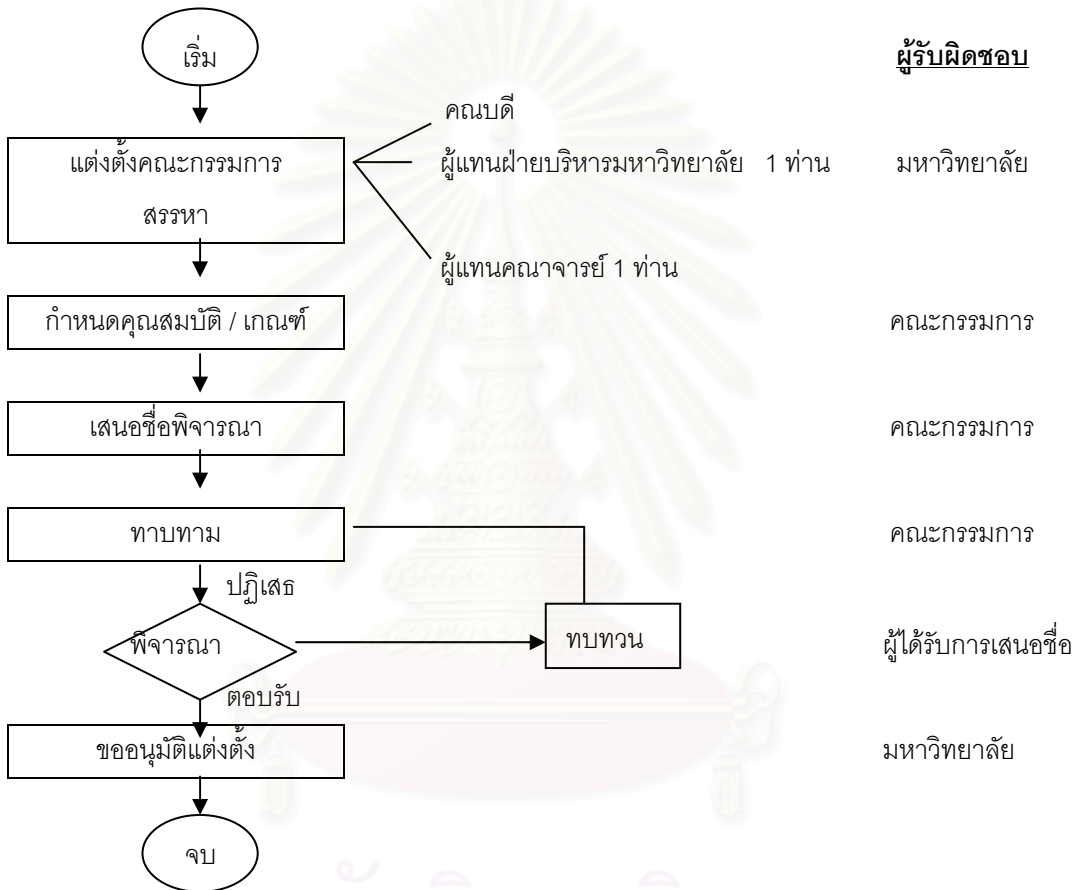 เริ่ม
ผู้รับผิดชอบ
คณบดี
แต่งตั้งคณะกรรมการ
สรรหา
ผู้แทนฝ่ายบริหารมหาวิทยาลัย 1 ท่าน
มหาวิทยาลัย
ผู้แทนคณาจารย์ 1 ท่าน
กำหนดคุณสมบัติ / เกณฑ์
คณะกรรมการ
เสนอชื่อพิจารณา
คณะกรรมการ
ทาบทาม
คณะกรรมการ
ปฏิเสธ
พิจารณา
ทบทวน
ผู้ได้รับการเสนอชื่อ
ตอบรับ
ขออนุมัติแต่งตั้ง
มหาวิทยาลัย
จบ